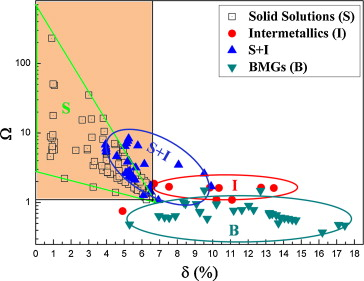 Solid Solutions (S)
Intermetallics (I)
S+I
BMGs (B)
100
10
1
Ω
S
S+I
I
B
0 1 2 3 4 5 6 7 8 9 10 11 12 13 14 15 16 17 18
δ (%)